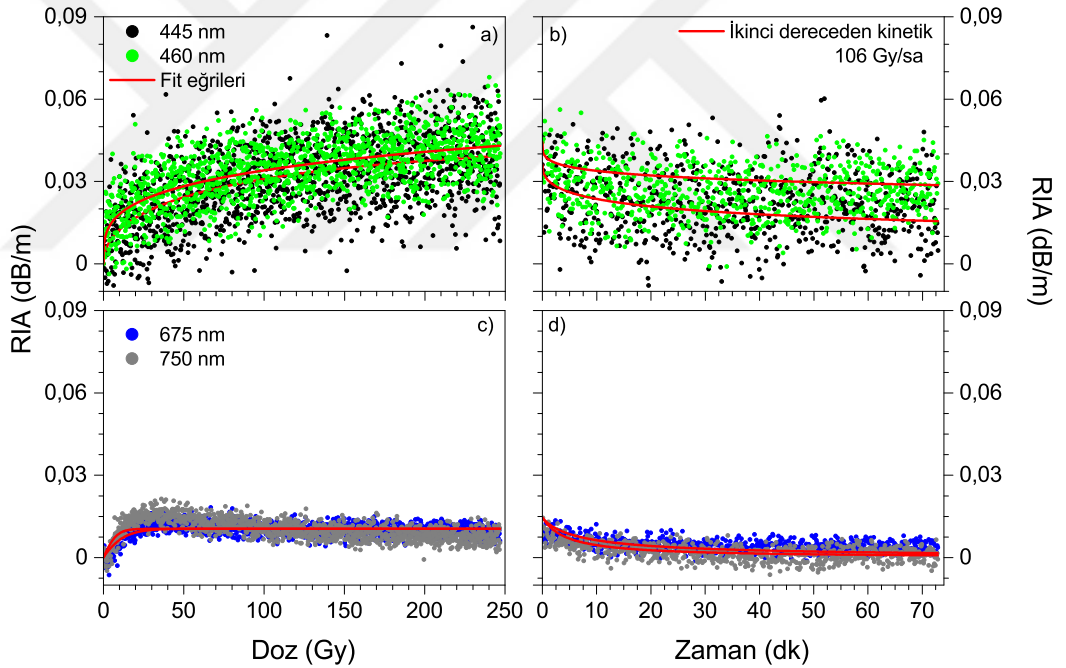 0,09
0,06
0,03
0
445 nm
460 nm
Fit eğrileri
a)
b)
İkinci dereceden kinetik
106 Gy/sa
0,09
0,06
0,03
0
RIA (dB/m)
RIA (dB/m)
0,09
0,06
0,03
0
675 nm
750 nm
c)
d)
0,09
0,06
0,03
0
0 50 100 150 200 250
0 10 20 30 40 50 60 70
Doz (Gy)
Zaman (dk)